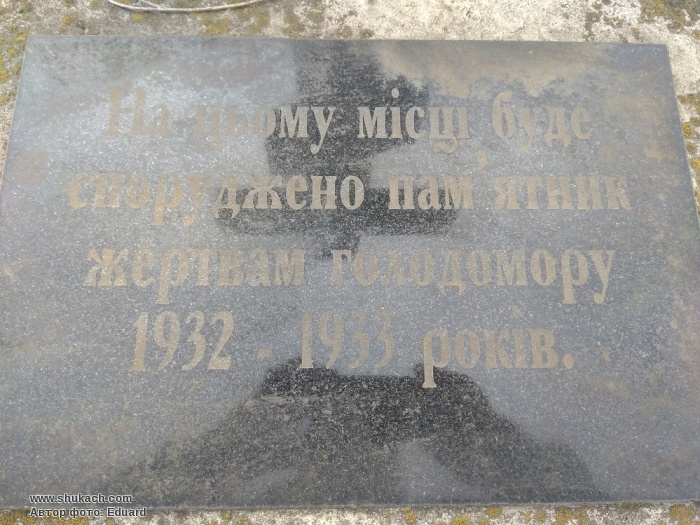 На цьому місці буде
споруджено пам'ятник
жертвам голодомору
1932 - 1933 років.
www.shukach.com
Автор фото: Eduard